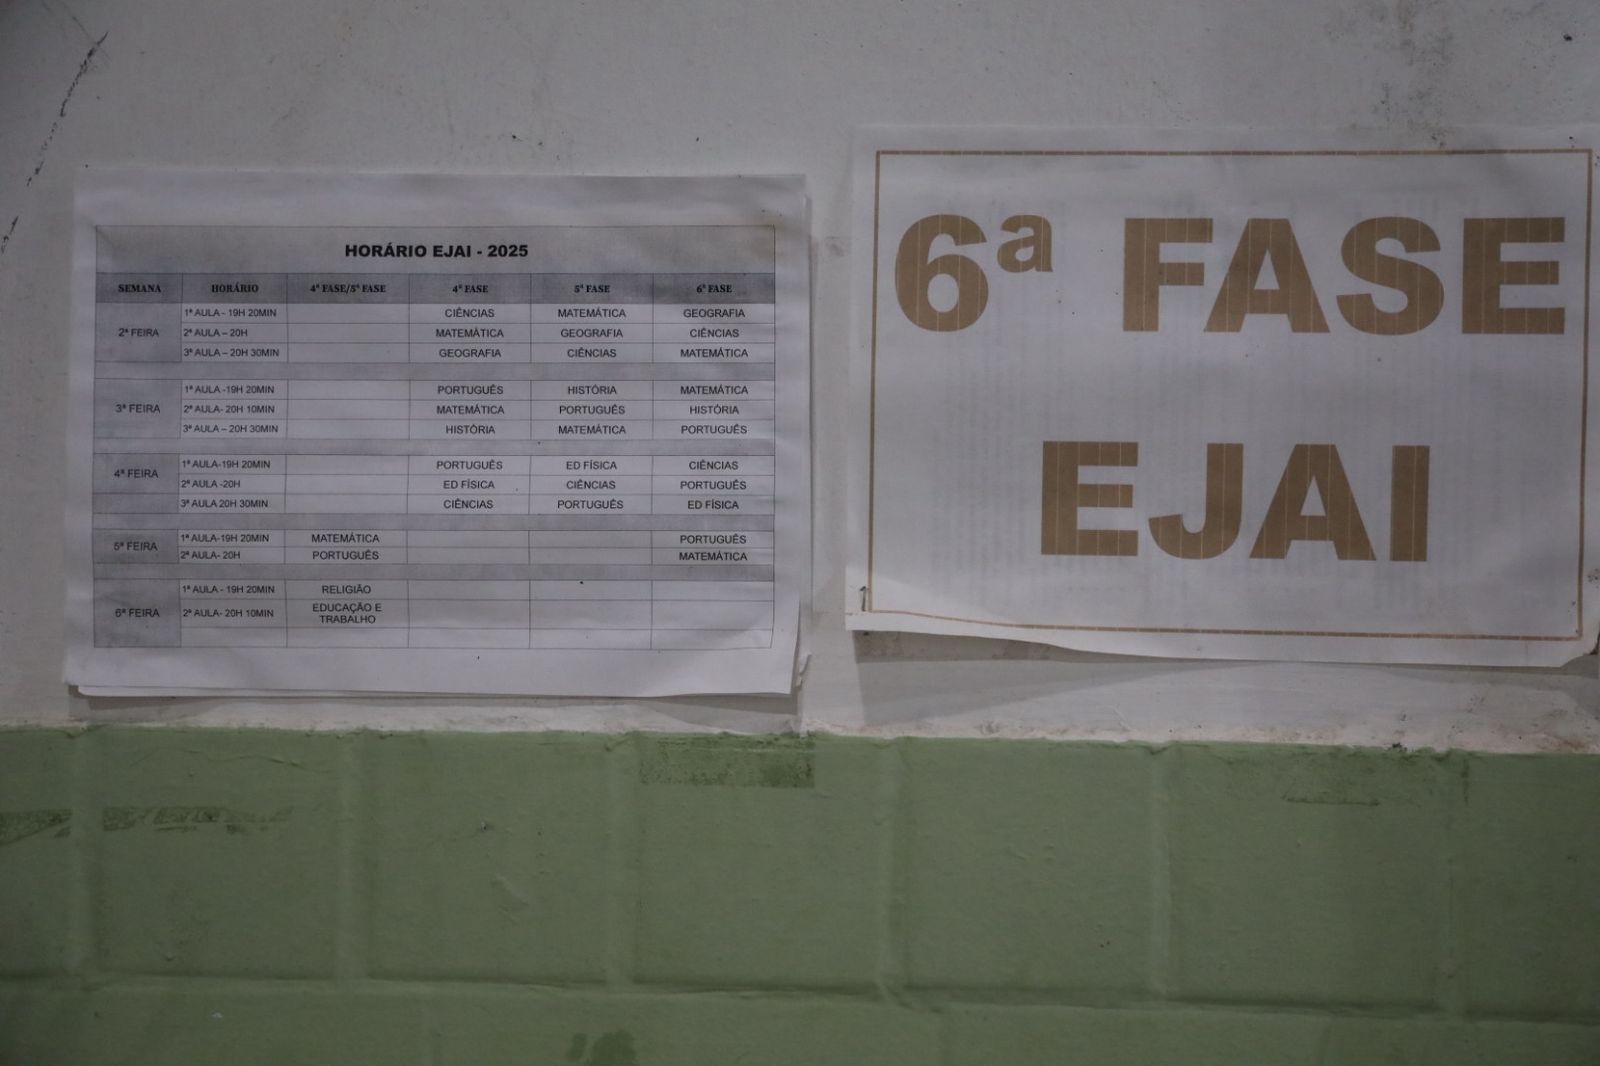 HORÁRIO EJAI - 2025
SEMANA HORÁRIO 4ª FASE/5ª FASE 4ª FASE 5ª FASE 6ª FASE
2ª FEIRA
1ª AULA - 19H 20MIN CIÊNCIAS MATEMÁTICA GEOGRAFIA
2ª AULA – 20H MATEMÁTICA GEOGRAFIA CIÊNCIAS
3ª AULA – 20H 30MIN GEOGRAFIA CIÊNCIAS MATEMÁTICA
3ª FEIRA
1ª AULA -19H 20MIN PORTUGUÊS HISTÓRIA MATEMÁTICA
2ª AULA- 20H 10MIN MATEMÁTICA PORTUGUÊS HISTÓRIA
3ª AULA – 20H 30MIN HISTÓRIA MATEMÁTICA PORTUGUÊS
4ª FEIRA
1ª AULA-19H 20MIN PORTUGUÊS ED FÍSICA CIÊNCIAS
2ª AULA -20H ED FÍSICA CIÊNCIAS PORTUGUÊS
3ª AULA 20H 30MIN CIÊNCIAS PORTUGUÊS ED FÍSICA
5ª FEIRA
1ª AULA-19H 20MIN MATEMÁTICA PORTUGUÊS
2ª AULA- 20H PORTUGUÊS MATEMÁTICA
6ª FEIRA
1ª AULA - 19H 20MIN RELIGIÃO
2ª AULA- 20H 10MIN EDUCAÇÃO E
TRABALHO
6ª FASE
EJAI